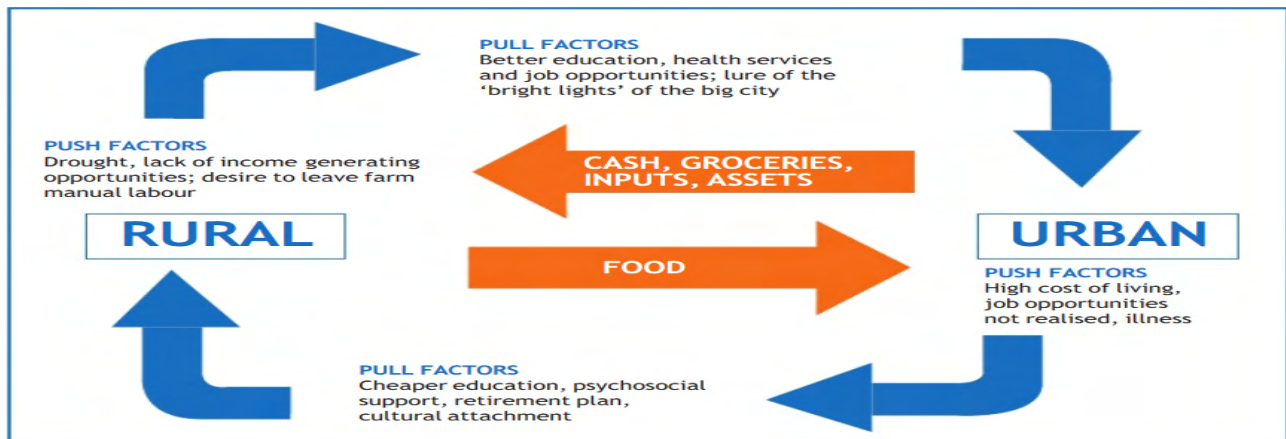 PULL FACTORS
Better education, health services
and job opportunities; lure of the
‘bright lights’ of the big city
PUSH FACTORS
Drought, lack of income generating
opportunities; desire to leave farm
manual labour
CASH, GROCERIES,
INPUTS, ASSETS
RURAL
URBAN
FOOD
PUSH FACTORS
High cost of living,
job opportunities
not realised, illness
PULL FACTORS
Cheaper education, psychosocial
support, retirement plan,
cultural attachment